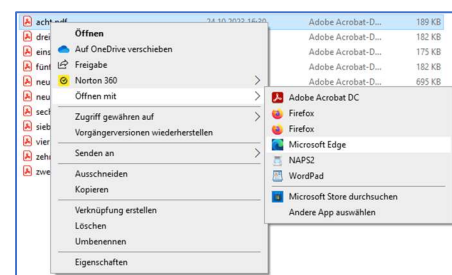 acht.pdf 24.10.2023 16:30 Adobe Acrobat-D... 189 KB
drei Adobe Acrobat-D... 182 KB
eins Adobe Acrobat-D... 175 KB
fünf Adobe Acrobat-D... 182 KB
neu Adobe Acrobat-D... 695 KB
neu
sech
sieb
vier
zehn
zwe
Öffnen
Auf OneDrive verschieben
Freigabe
Norton 360
Öffnen mit
Zugriff gewähren auf
Vorgängerversionen wiederherstellen
Senden an
Ausschneiden
Kopieren
Verknüpfung erstellen
Löschen
Umbenennen
Eigenschaften
Adobe Acrobat DC
Firefox
Firefox
Microsoft Edge
NAPS2
WordPad
Microsoft Store durchsuchen
Andere App auswählen